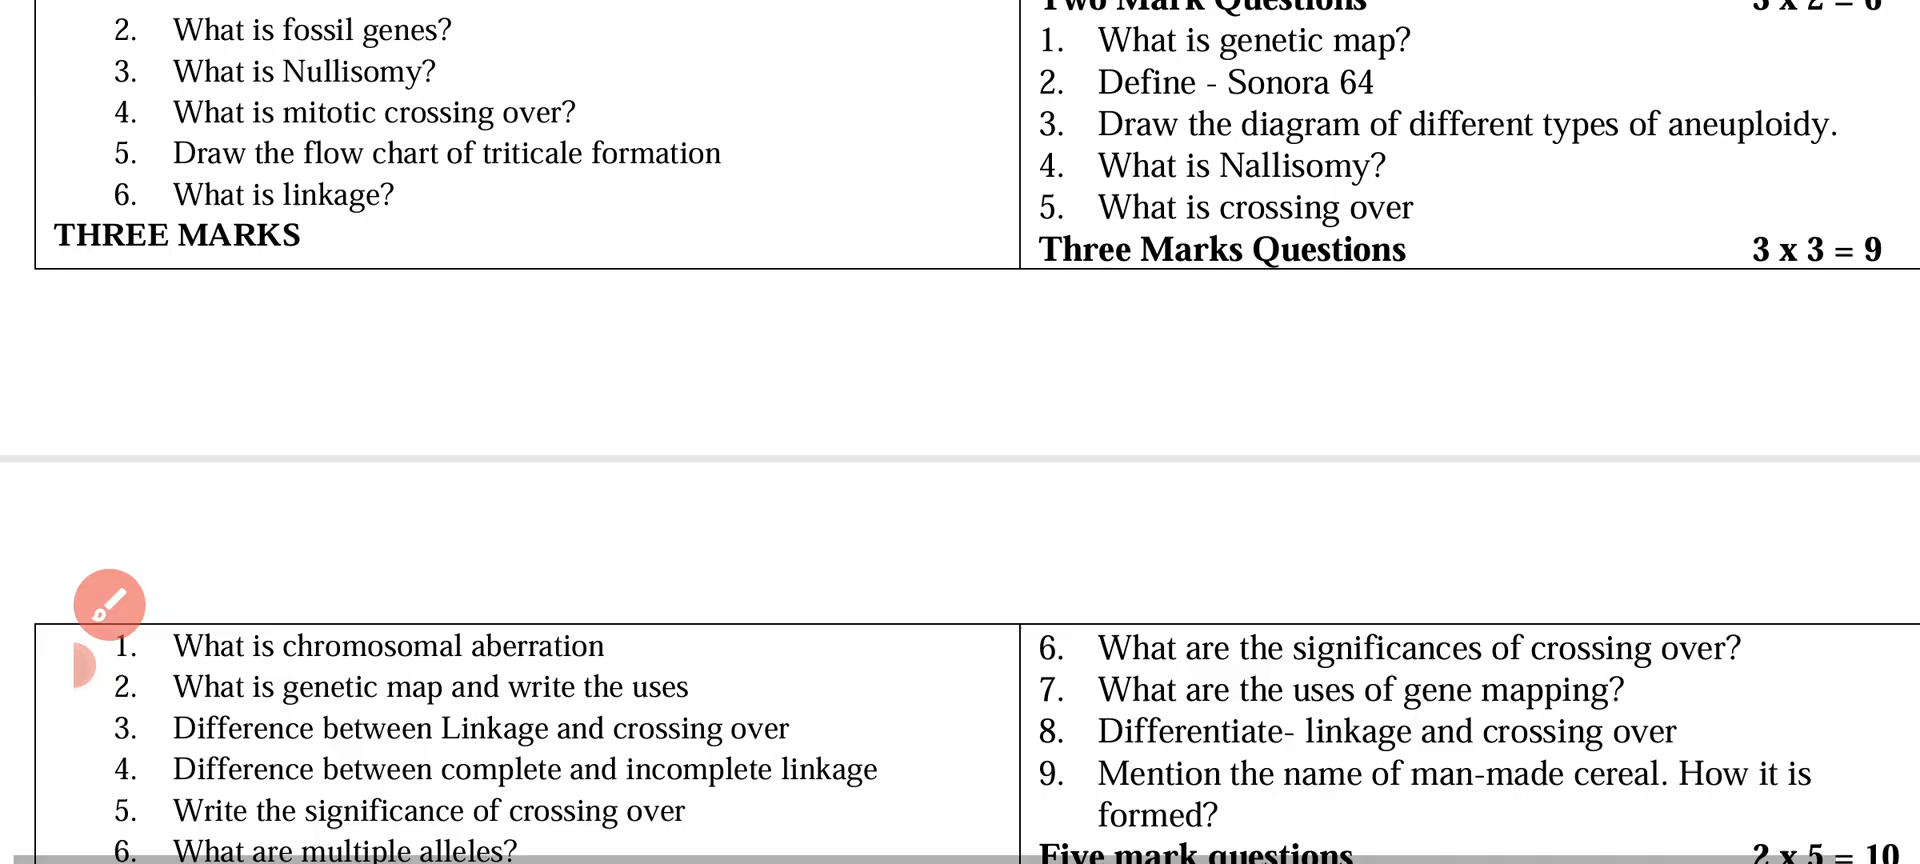 2. What is fossil genes?
3. What is Nullisomy?
4. What is mitotic crossing over?
5. Draw the flow chart of triticale formation
6. What is linkage?
THREE MARKS
Two Mark Questions 3 x 2 = 6
1. What is genetic map?
2. Define - Sonora 64
3. Draw the diagram of different types of aneuploidy.
4. What is Nallisomy?
5. What is crossing over
Three Marks Questions 3 x 3 = 9
1. What is chromosomal aberration
2. What is genetic map and write the uses
3. Difference between Linkage and crossing over
4. Difference between complete and incomplete linkage
5. Write the significance of crossing over
6. What are multiple alleles?
6. What are the significances of crossing over?
7. What are the uses of gene mapping?
8. Differentiate- linkage and crossing over
9. Mention the name of man-made cereal. How it is
formed?
Five mark questions 2 x 5 = 10